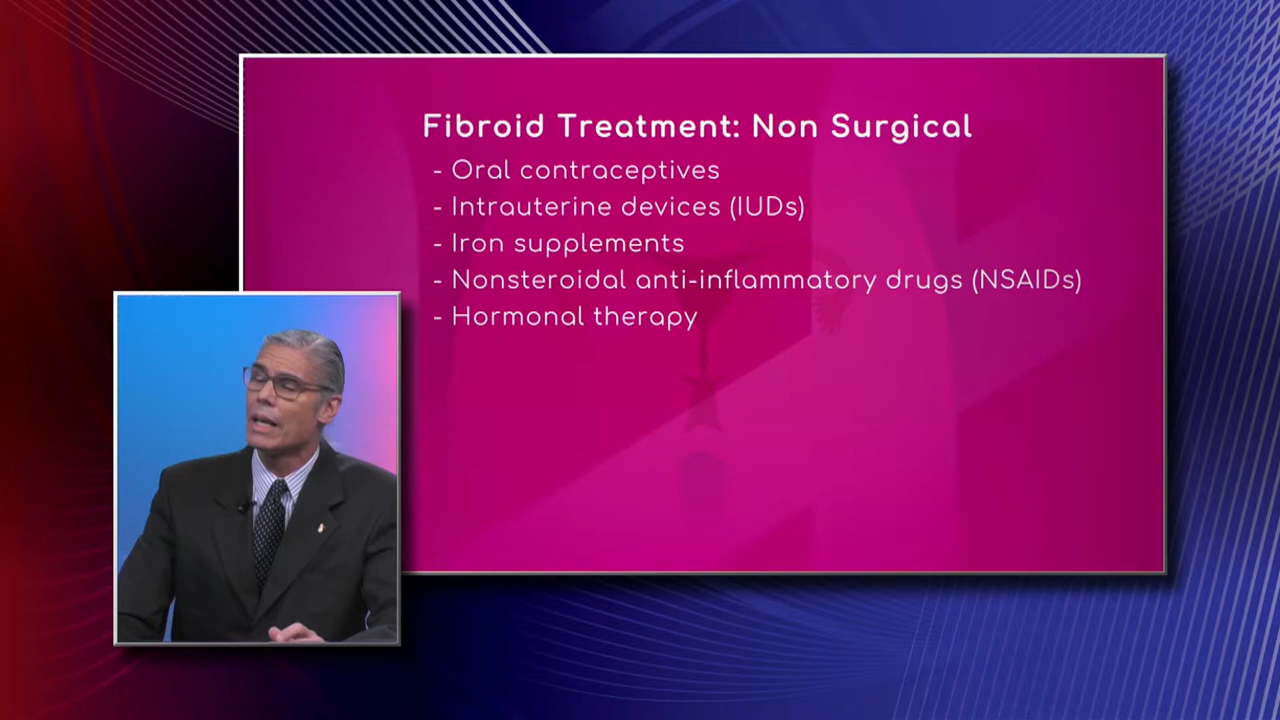 Fibroid Treatment: Non Surgical
- Oral contraceptives
- Intrauterine devices (IUDs)
- Iron supplements
- Nonsteroidal anti-inflammatory drugs (NSAIDs)
- Hormonal therapy